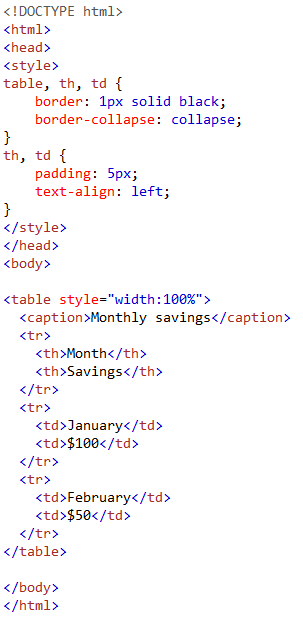 <!DOCTYPE html>
<html>
<head>
<style>
table, th, td {
    border: 1px solid black;
    border-collapse: collapse;
}
th, td {
    padding: 5px;
    text-align: left;
}
</style>
</head>
<body>

<table style="width:100%">
  <caption>Monthly savings</caption>
  <tr>
    <th>Month</th>
    <th>Savings</th>
  </tr>
  <tr>
    <td>January</td>
    <td>$100</td>
  </tr>
  <tr>
    <td>February</td>
    <td>$50</td>
  </tr>
</table>

</body>
</html>